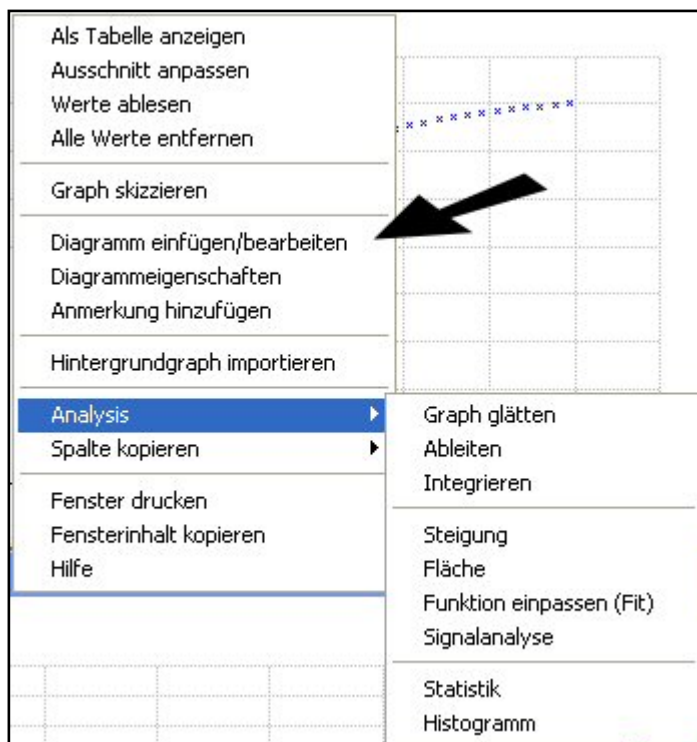 Als Tabelle anzeigen
Ausschnitt anpassen
Werte ablesen
Alle Werte entfernen
Graph skizzieren
Diagramm einfügen/bearbeiten
Diagrammeigenschaften
Anmerkung hinzufügen
Hintergrundgraph importieren
Analysis
Spalte kopieren
Fenster drucken
Fensterinhalt kopieren
Hilfe
Graph glätten
Ableiten
Integrieren
Steigung
Fläche
Funktion einpassen (Fit)
Signalanalyse
Statistik
Histogramm